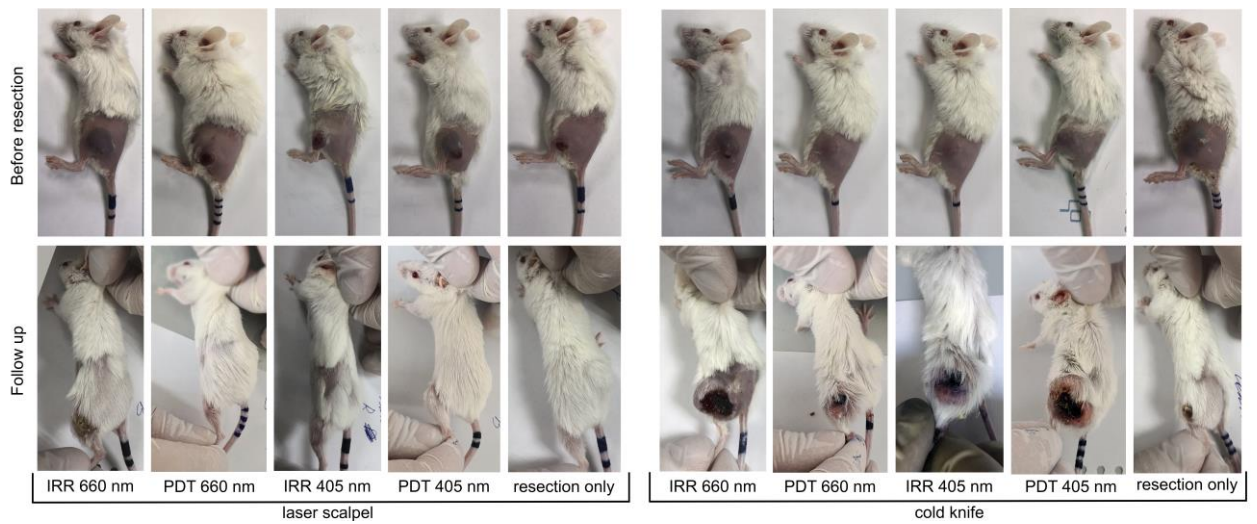 Before resection
Follow up
IRR 660 nm
PDT 660 nm
IRR 405 nm
PDT 405 nm
resection only
laser scalpel
IRR 660 nm
PDT 660 nm
IRR 405 nm
PDT 405 nm
resection only
cold knife